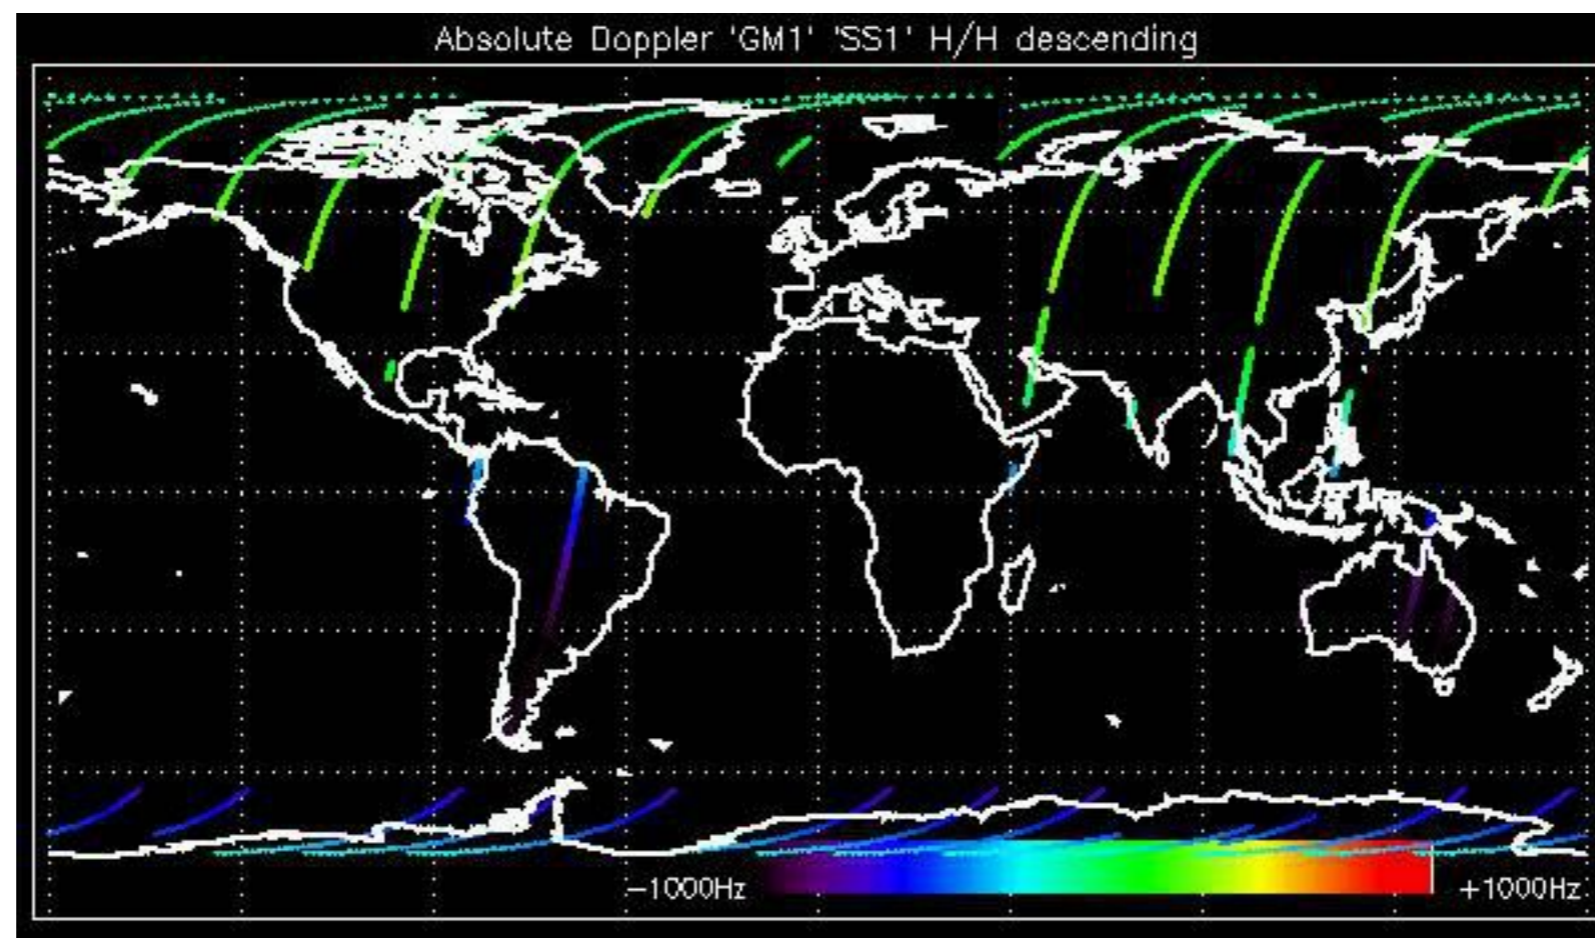 Absolute Doppler 'GM1' 'SS1' H/H descending
−1000Hz +1000Hz